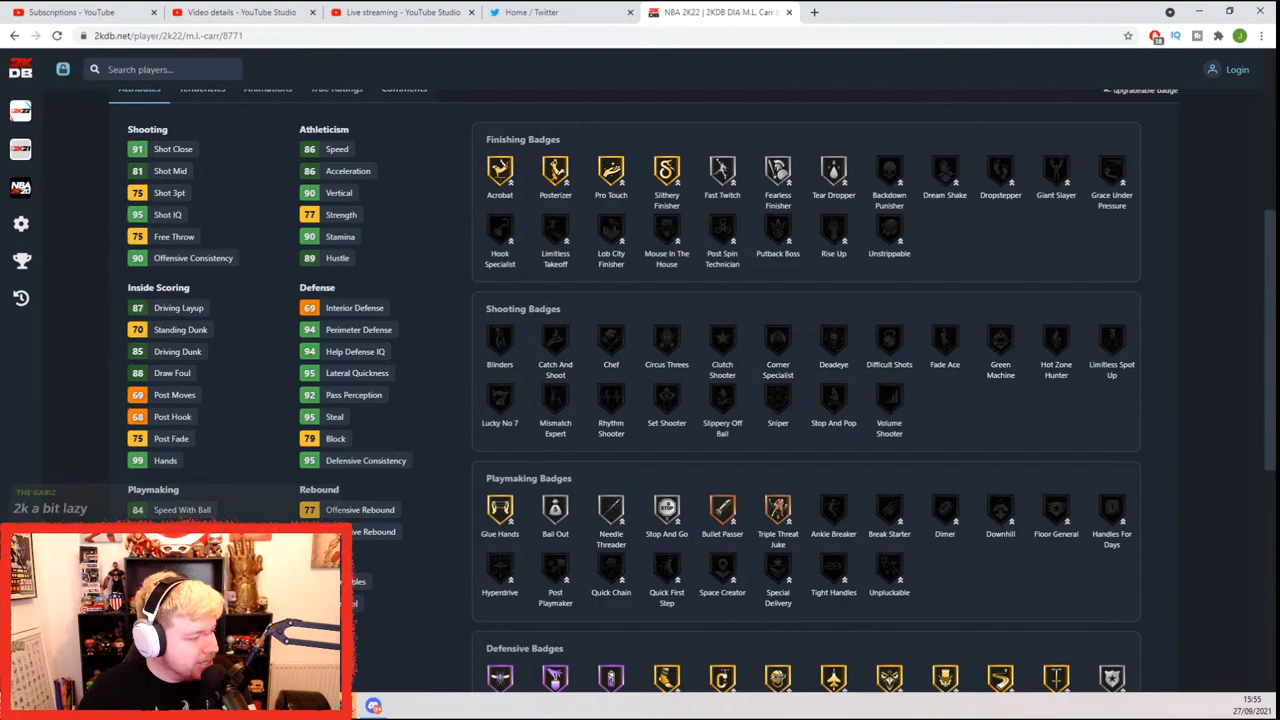 Subscriptions - YouTube
Video details - YouTube Studio
Live streaming - YouTube Studio
Home / Twitter
NBA 2K22 | 2KDB DIA M.L. Carr
2kdb.net/player/2k22/m.l.-carr/8771
2K
DB
Search players...
Login
Attributes
Tendencies
Animations
True Ratings
Comments
Upgradeable Badge
Shooting
91 Shot Close
81 Shot Mid
75 Shot 3pt
95 Shot IQ
75 Free Throw
90 Offensive Consistency
Athleticism
86 Speed
86 Acceleration
90 Vertical
77 Strength
90 Stamina
89 Hustle
Inside Scoring
87 Driving Layup
70 Standing Dunk
85 Driving Dunk
88 Draw Foul
69 Post Moves
68 Post Hook
75 Post Fade
99 Hands
Defense
69 Interior Defense
94 Perimeter Defense
94 Help Defense IQ
95 Lateral Quickness
92 Pass Perception
95 Steal
79 Block
95 Defensive Consistency
Playmaking
84 Speed With Ball
Rebound
77 Offensive Rebound
Rebound
THE GABIZ
2k a bit lazy
Finishing Badges
Acrobat
Posterizer
Pro Touch
Slithery Finisher
Fast Twitch
Fearless Finisher
Tear Dropper
Backdown Punisher
Dream Shake
Dropstepper
Giant Slayer
Grace Under Pressure
Hook Specialist
Limitless Takeoff
Lob City Finisher
Mouse In The House
Post Spin Technician
Putback Boss
Rise Up
Unstrippable
Shooting Badges
Blinders
Catch And Shoot
Chef
Circus Threes
Clutch Shooter
Corner Specialist
Deadeye
Difficult Shots
Fade Ace
Green Machine
Hot Zone Hunter
Limitless Spot Up
Lucky No 7
Mismatch Expert
Rhythm Shooter
Set Shooter
Slippery Off Ball
Sniper
Stop And Pop
Volume Shooter
Playmaking Badges
Glue Hands
Bail Out
Needle Threader
Stop And Go
Bullet Passer
Triple Threat Juke
Ankle Breaker
Break Starter
Dimer
Downhill
Floor General
Handles For Days
Hyperdrive
Post Playmaker
Quick Chain
Quick First Step
Space Creator
Special Delivery
Tight Handles
Unpluckable
Defensive Badges
15:55
27/09/2021